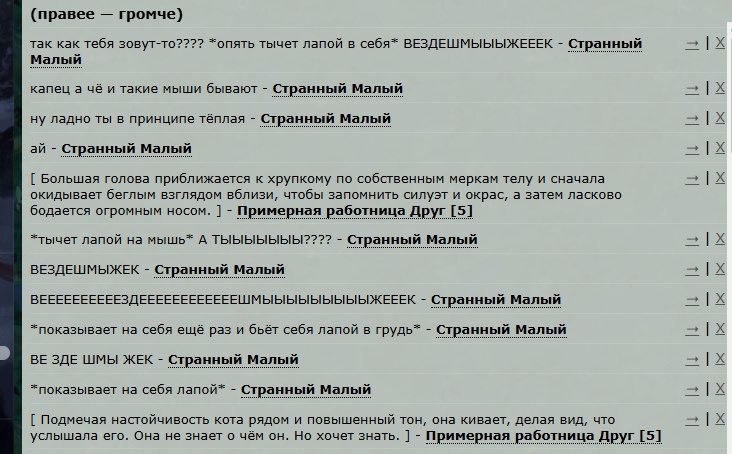 (правее — громче)
так как тебя зовут-то???? *опять тычет лапой в себя* ВЕЗДЕШМЫЫЫЖЕЕЕК - Странный → | X
Малый
капец а чё и такие мыши бывают - Странный Малый → | X
ну ладно ты в принципе тёплая - Странный Малый → | X
ай - Странный Малый → | X
[ Большая голова приближается к хрупкому по собственным меркам телу и сначала → | X
окидывает беглым взглядом вблизи, чтобы запомнить силуэт и окрас, а затем ласково
бодается огромным носом. ] - Примерная работница Друг [5]
*тычет лапой на мышь* А ТЫЫЫЫЫЫЫ???? - Странный Малый → | X
ВЕЗДЕШМЫЖЕК - Странный Малый → | X
ВЕЕЕЕЕЕЕЕЕЕЗДЕЕЕЕЕЕЕЕЕЕЕЕШМЫЫЫЫЫЫЫЫЫЖЕЕЕК - Странный Малый → | X
*показывает на себя ещё раз и бьёт себя лапой в грудь* - Странный Малый → | X
ВЕ ЗДЕ ШМЫ ЖЕК - Странный Малый → | X
*показывает на себя лапой* - Странный Малый → | X
[ Подмечая настойчивость кота рядом и повышенный тон, она кивает, делая вид, что → | X
услышала его. Она не знает о чём он. Но хочет знать. ] - Примерная работница Друг [5]